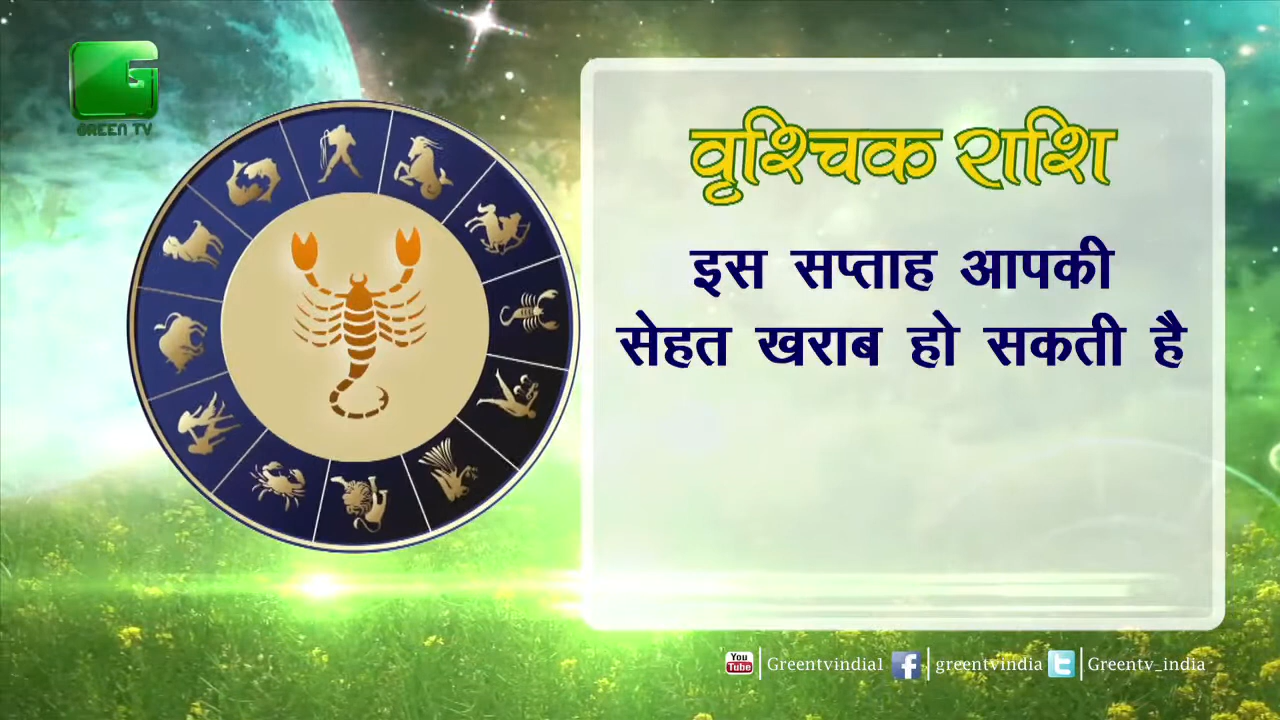 GREEN TV
वृश्चिक राशि
इस सप्ताह आपकी
सेहत खराब हो सकती है
You Tube Greentvindia1 f greentvindia t Greentv_india